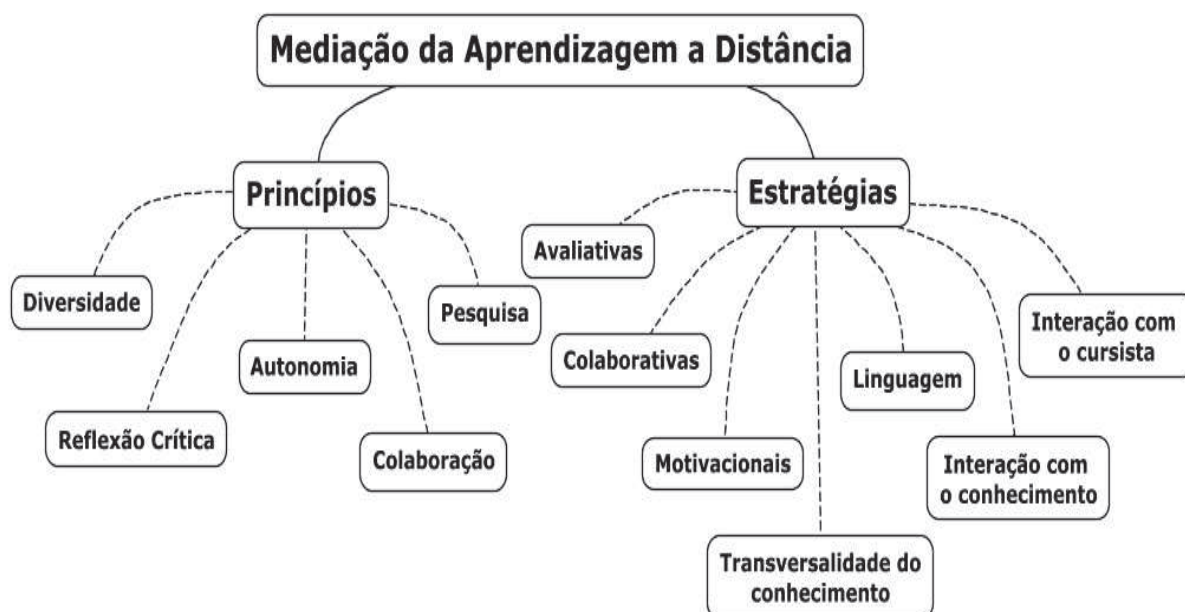 Mediação da Aprendizagem a Distância
Princípios
Estratégias
Diversidade
Reflexão Crítica
Autonomia
Colaboração
Pesquisa
Avaliativas
Colaborativas
Motivacionais
Transversalidade do
conhecimento
Linguagem
Interação com
o conhecimento
Interação com
o cursista